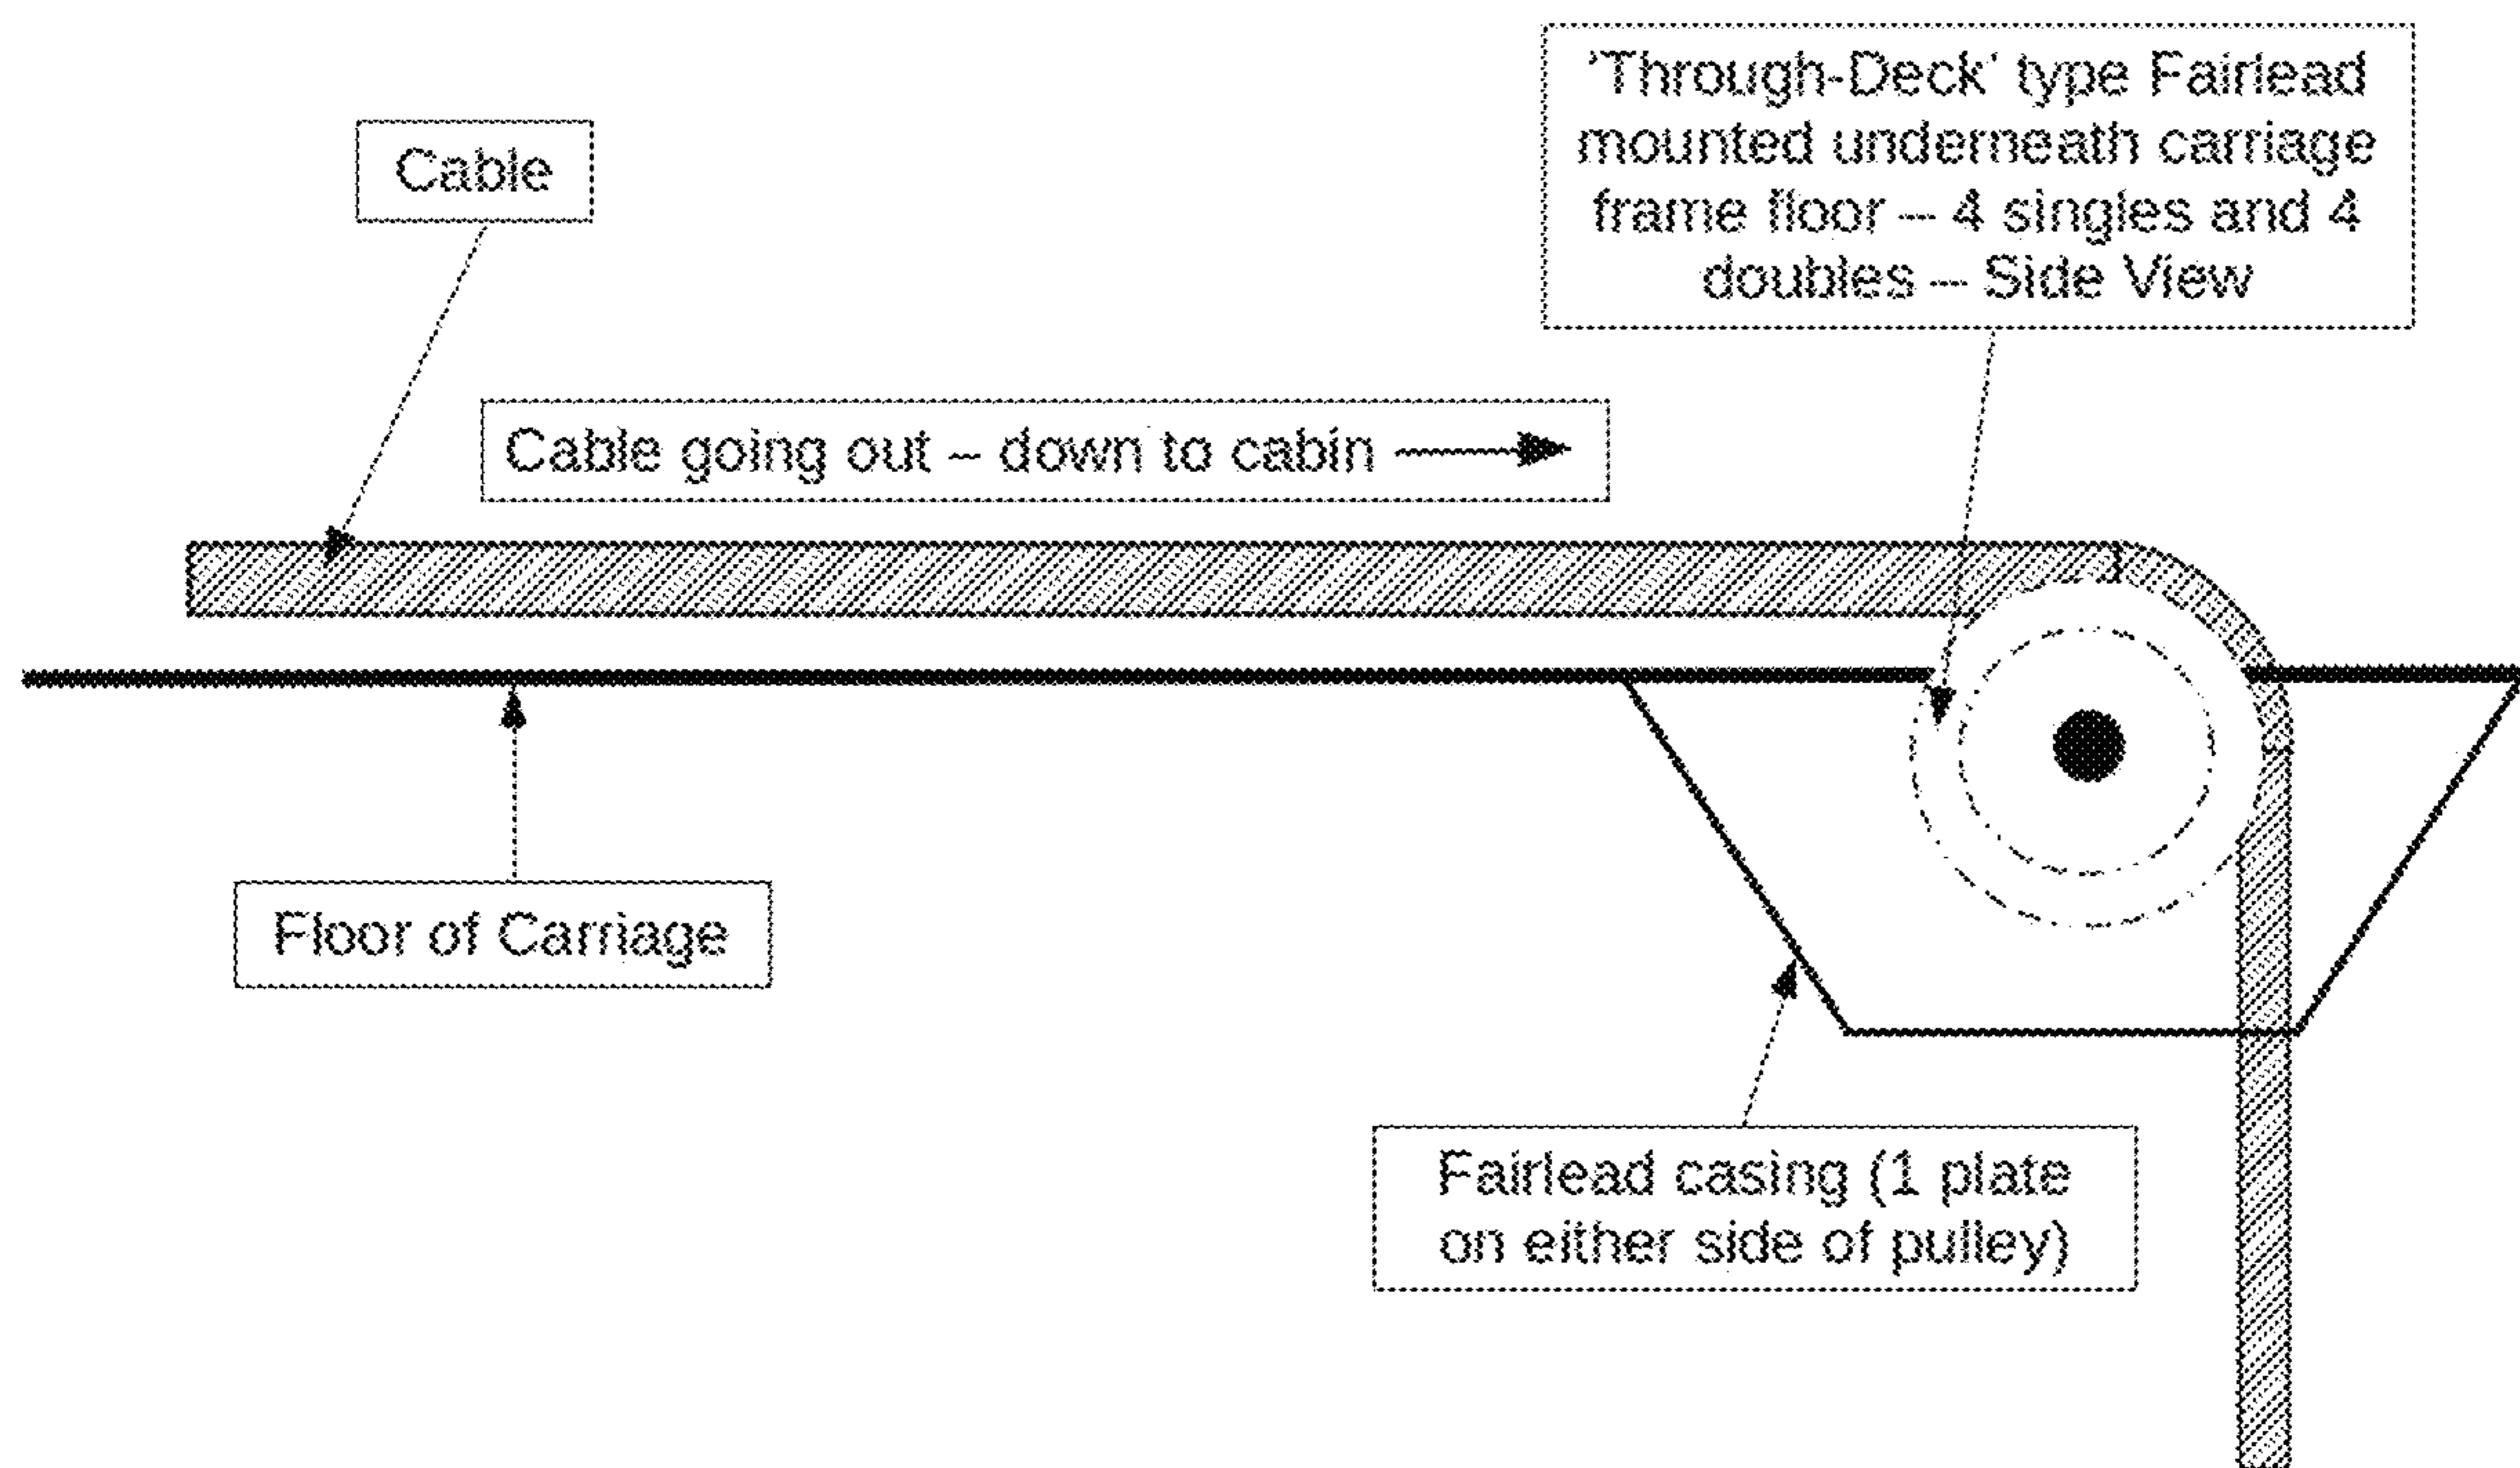 'Through-Deck' type Fairlead
mounted underneath carriage
frame floor – 4 singles and 4
doubles – Side View
Cable
Cable going out – down to cabin
Floor of Carriage
Fairlead casing (1 plate
on either side of pulley)